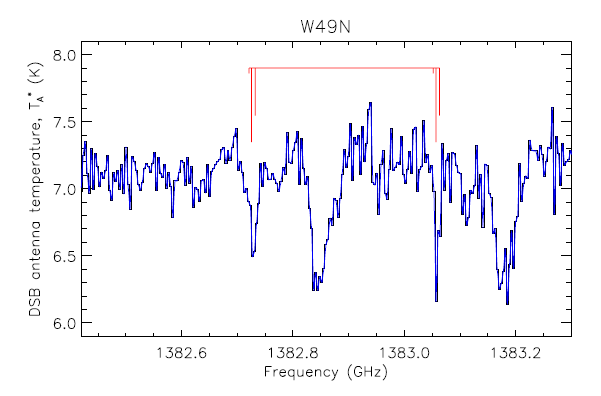 W49N
8.0
7.5
7.0
6.5
6.0
DSB antenna temperature, T_A* (K)
1382.6 1382.8 1383.0 1383.2
Frequency (GHz)